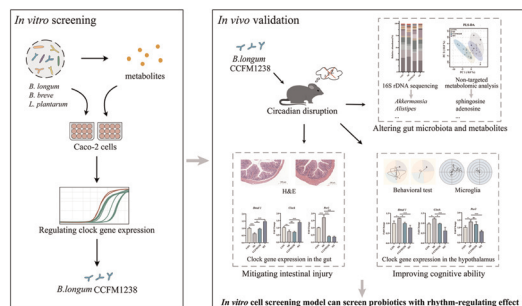 In vitro screening
B. longum
B. breve
L. plantarum
metabolites
Caco-2 cells
Regulating clock gene expression
B.longum CCFM1238
In vivo validation
B.longum
CCFM1238
Circadian disruption
16S rDNA sequencing
Akkermansia
Alistipes
...
Non-targeted
metabolomic analysis
sphingosine
adenosine
...
Altering gut microbiota and metabolites
H&E
Clock gene expression in the gut
Mitigating intestinal injury
Behavioral test
Microglia
Clock gene expression in the hypothalamus
Improving cognitive ability
In vitro cell screening model can screen probiotics with rhythm-regulating effect